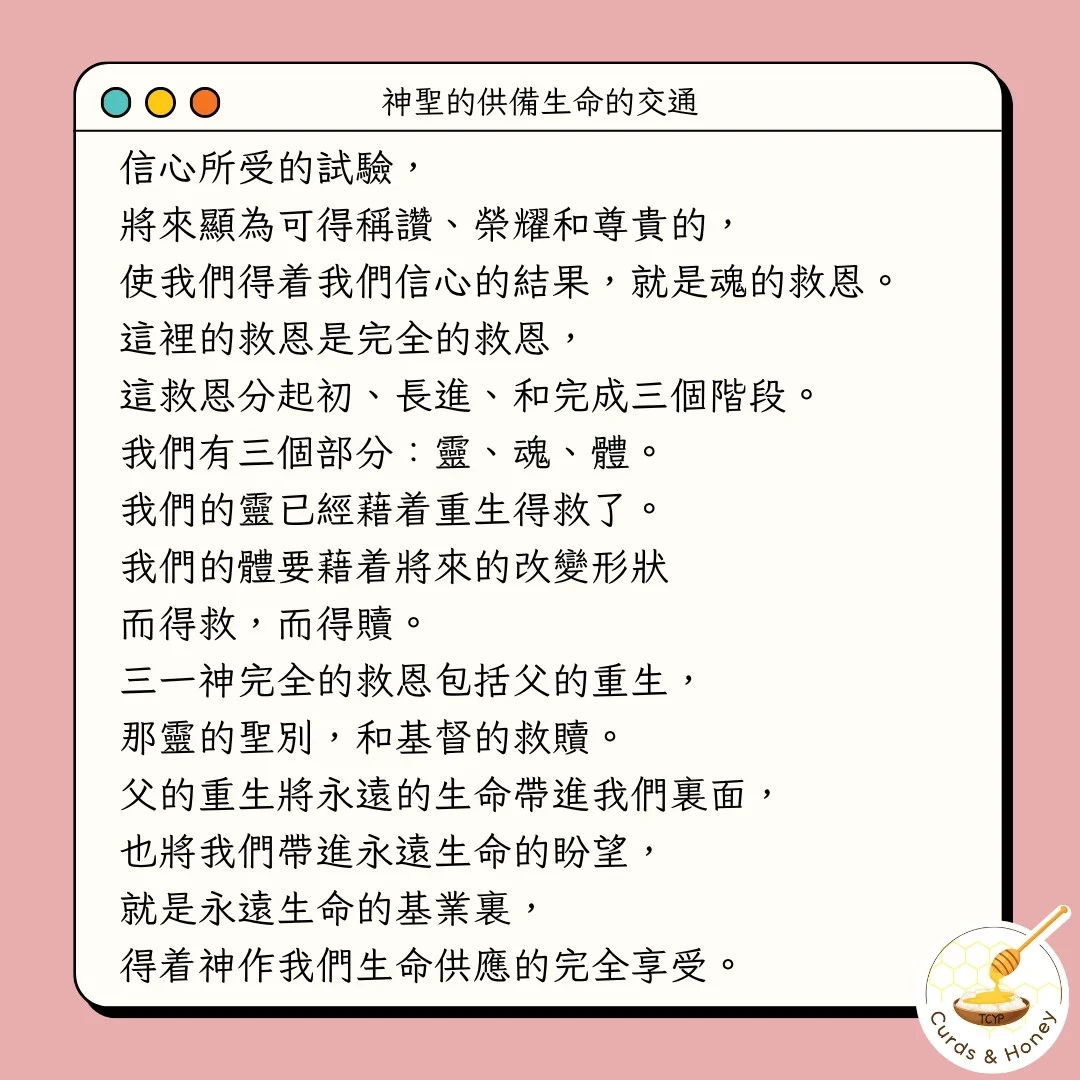 神聖的供備生命的交通
信心所受的試驗，
將來顯為可得稱讚、榮耀和尊貴的，
使我們得着我們信心的結果，就是魂的救恩。
這裡的救恩是完全的救恩，
這救恩分起初、長進、和完成三個階段。
我們有三個部分：靈、魂、體。
我們的靈已經藉着重生得救了。
我們的體要藉着將來的改變形狀
而得救，而得贖。
三一神完全的救恩包括父的重生，
那靈的聖別，和基督的救贖。
父的重生將永遠的生命帶進我們裏面，
也將我們帶進永遠生命的盼望，
就是永遠生命的基業裏，
得着神作我們生命供應的完全享受。
TCYP
Curds & Honey